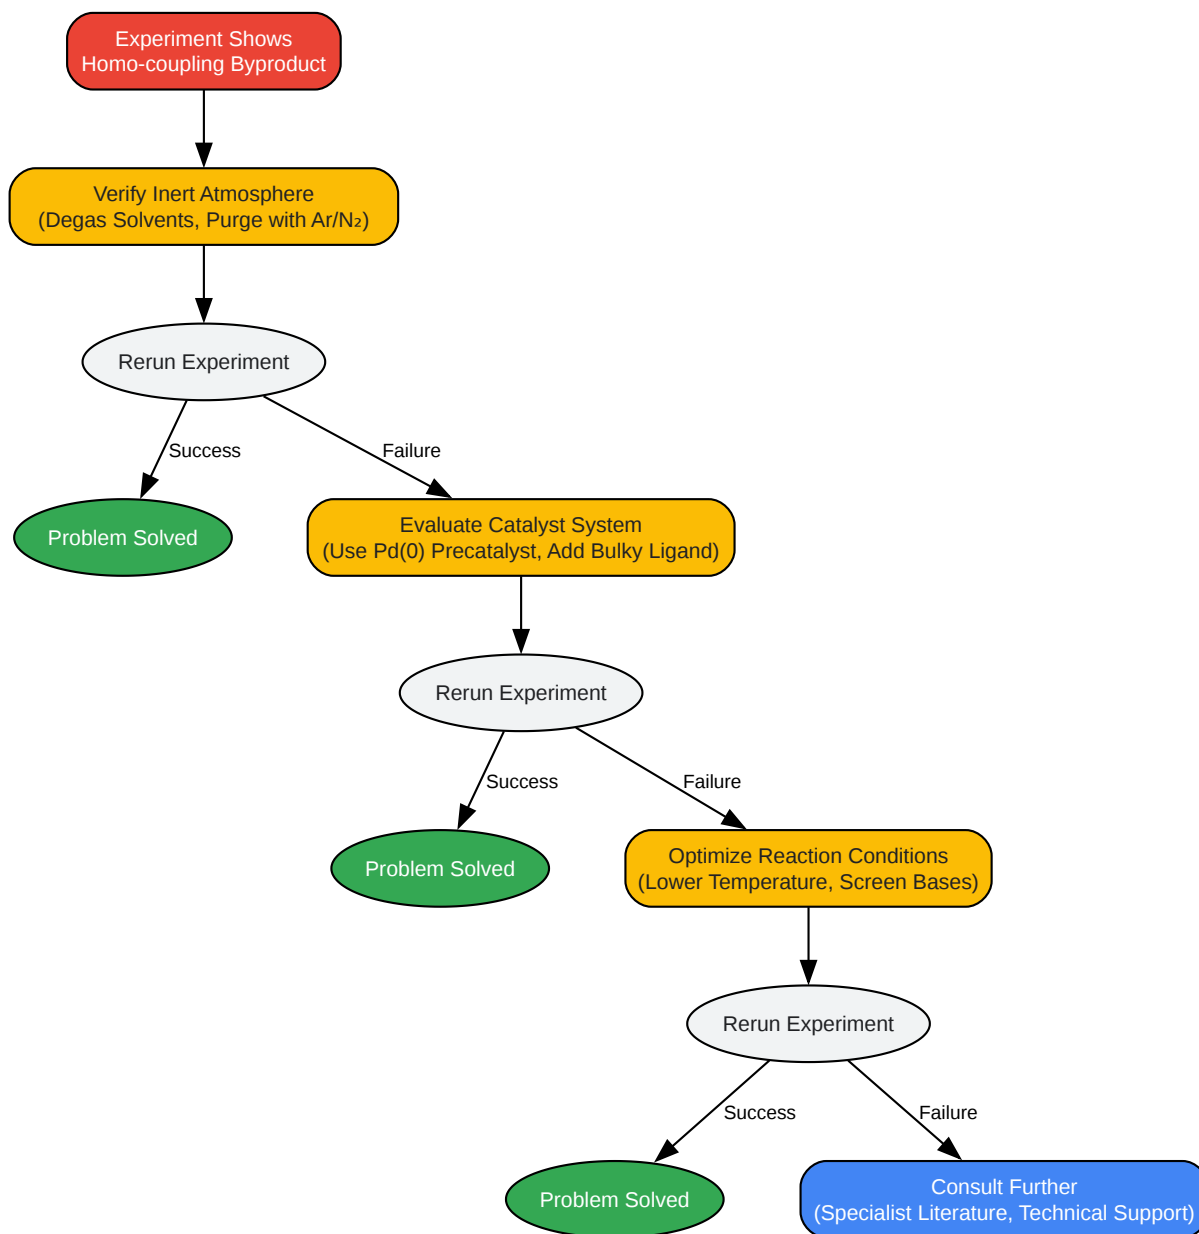 Experiment Shows
Homo-coupling Byproduct
Verify Inert Atmosphere
(Degas Solvents, Purge with Ar/N₂)
Rerun Experiment
Success
Failure
Problem Solved
Evaluate Catalyst System
(Use Pd(0) Precatalyst, Add Bulky Ligand)
Rerun Experiment
Success
Failure
Problem Solved
Optimize Reaction Conditions
(Lower Temperature, Screen Bases)
Rerun Experiment
Success
Failure
Problem Solved
Consult Further
(Specialist Literature, Technical Support)